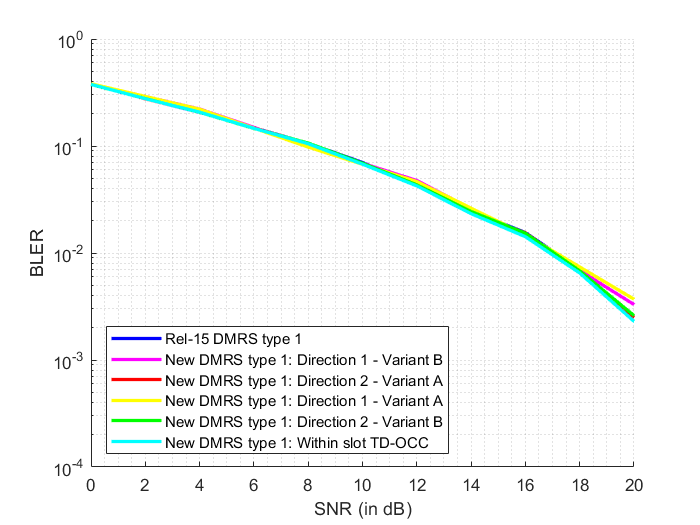 10^0
10^-1
10^-2
10^-3
10^-4
BLER
Rel-15 DMRS type 1
New DMRS type 1: Direction 1 - Variant B
New DMRS type 1: Direction 2 - Variant A
New DMRS type 1: Direction 1 - Variant A
New DMRS type 1: Direction 2 - Variant B
New DMRS type 1: Within slot TD-OCC
0 2 4 6 8 10 12 14 16 18 20
SNR (in dB)